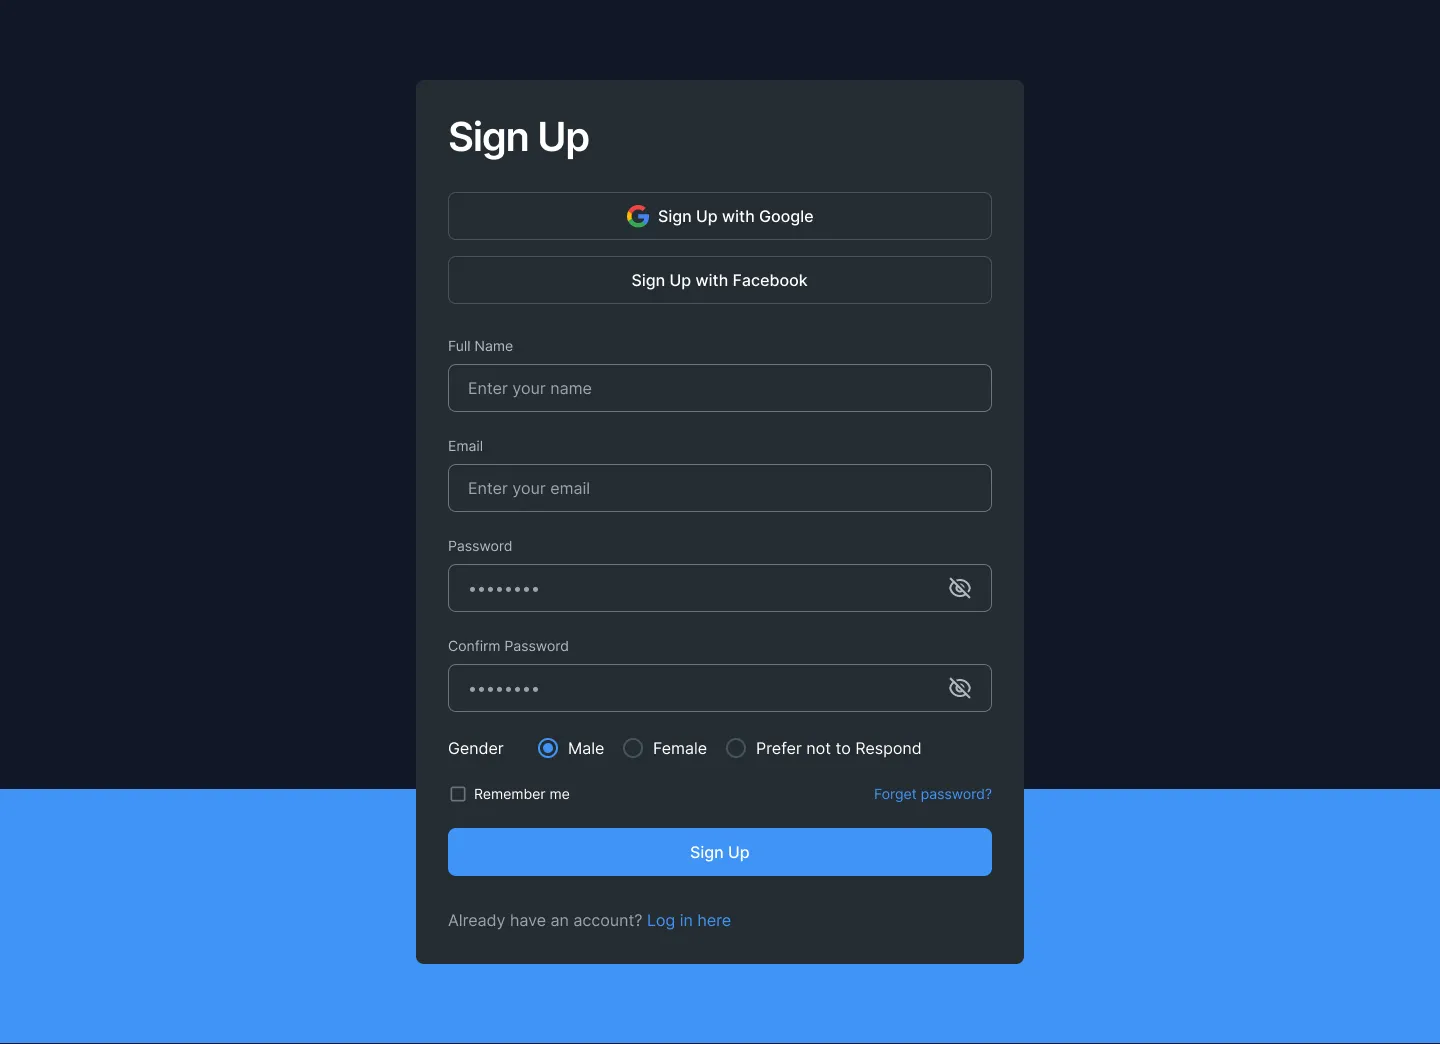 Sign Up
Sign Up with Google
Sign Up with Facebook
Full Name
Enter your name
Email
Enter your email
Password
••••••••
Confirm Password
••••••••
Gender Male Female Prefer not to Respond
Remember me Forget password?
Sign Up
Already have an account? Log in here